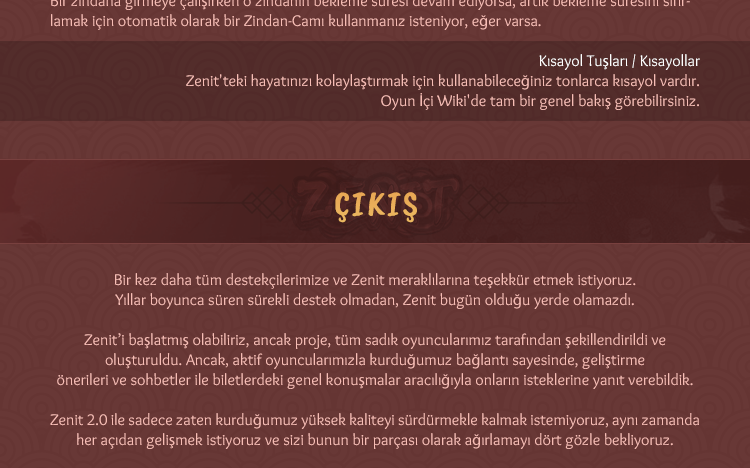 Bir zindana girmeye çalışırken o zindanın bekleme süresi devam ediyorsa, artık bekleme süresini sıfır-
lamak için otomatik olarak bir Zindan-Camı kullanmanız isteniyor, eğer varsa.
Kısayol Tuşları / Kısayollar
Zenit'teki hayatınızı kolaylaştırmak için kullanabileceğiniz tonlarca kısayol vardır.
Oyun İçi Wiki'de tam bir genel bakış görebilirsiniz.
ÇIKIŞ
Bir kez daha tüm destekçilerimize ve Zenit meraklılarına teşekkür etmek istiyoruz.
Yıllar boyunca süren sürekli destek olmadan, Zenit bugün olduğu yerde olamazdı.
Zenit’i başlatmış olabiliriz, ancak proje, tüm sadık oyuncularımız tarafından şekillendirildi ve
oluşturuldu. Ancak, aktif oyuncularımızla kurduğumuz bağlantı sayesinde, geliştirme
önerileri ve sohbetler ile biletlerdeki genel konuşmalar aracılığıyla onların isteklerine yanıt verebildik.
Zenit 2.0 ile sadece zaten kurduğumuz yüksek kaliteyi sürdürmekle kalmak istemiyoruz, aynı zamanda
her açıdan gelişmek istiyoruz ve sizi bunun bir parçası olarak ağırlamayı dört gözle bekliyoruz.